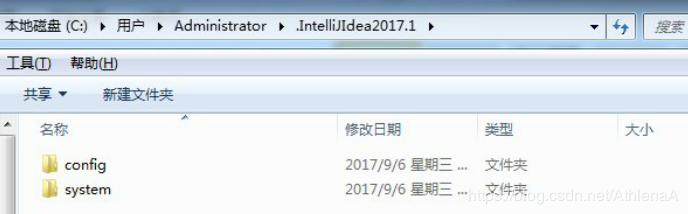 本地磁盘 (C:) ▸ 用户 ▸ Administrator ▸ .IntelliJIdea2017.1 ▸ 搜索
工具(T) 帮助(H)
共享 新建文件夹
名称 修改日期 类型 大小
config 2017/9/6 星期三 ... 文件夹
system 2017/9/6 星期三 ... 文件夹
https://blog.csdn.net/AthlenaA